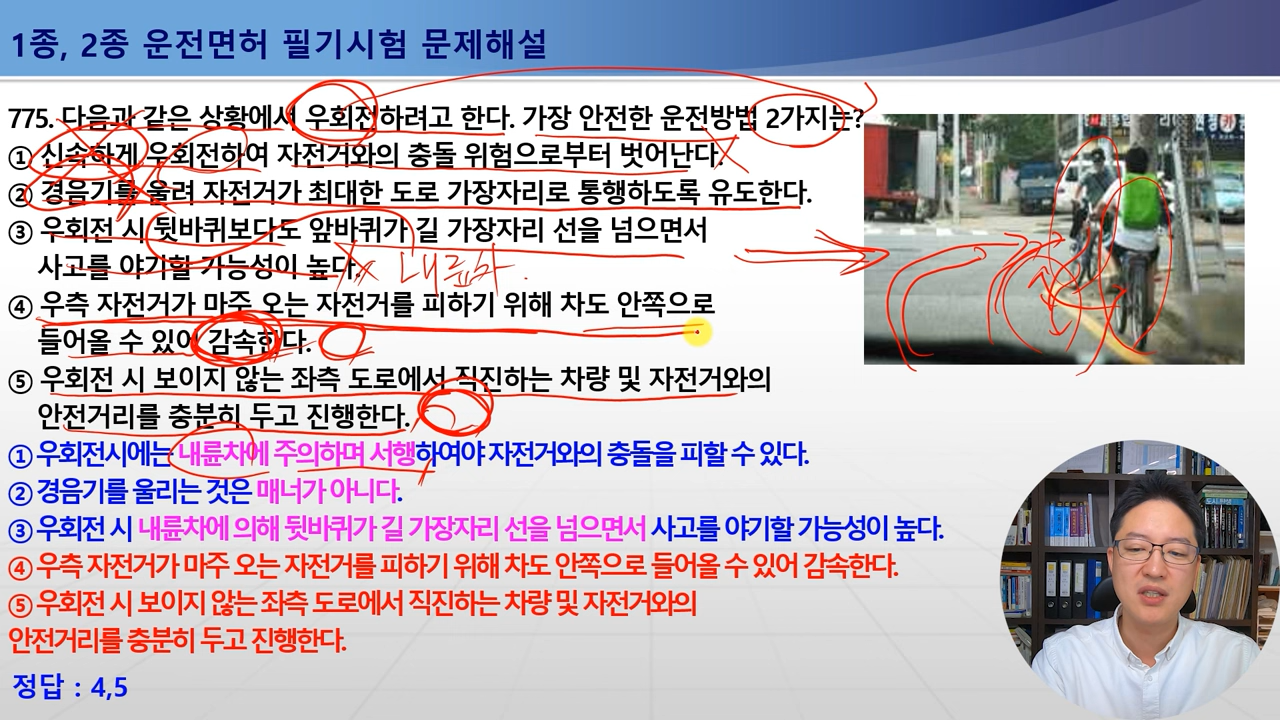 1종, 2종 운전면허 필기시험 문제해설
775. 다음과 같은 상황에서 우회전하려고 한다. 가장 안전한 운전방법 2가지는?
① 신속하게 우회전하여 자전거와의 충돌 위험으로부터 벗어난다.
② 경음기를 울려 자전거가 최대한 도로 가장자리로 통행하도록 유도한다.
③ 우회전 시 뒷바퀴보다도 앞바퀴가 길 가장자리 선을 넘으면서
사고를 야기할 가능성이 높다.
내륜차
④ 우측 자전거가 마주 오는 자전거를 피하기 위해 차도 안쪽으로
들어올 수 있어 감속한다.
⑤ 우회전 시 보이지 않는 좌측 도로에서 직진하는 차량 및 자전거와의
안전거리를 충분히 두고 진행한다.
① 우회전시에는 내륜차에 주의하며 서행하여야 자전거와의 충돌을 피할 수 있다.
② 경음기를 울리는 것은 매너가 아니다.
③ 우회전 시 내륜차에 의해 뒷바퀴가 길 가장자리 선을 넘으면서 사고를 야기할 가능성이 높다.
④ 우측 자전거가 마주 오는 자전거를 피하기 위해 차도 안쪽으로 들어올 수 있어 감속한다.
⑤ 우회전 시 보이지 않는 좌측 도로에서 직진하는 차량 및 자전거와의
안전거리를 충분히 두고 진행한다.
정답 : 4,5